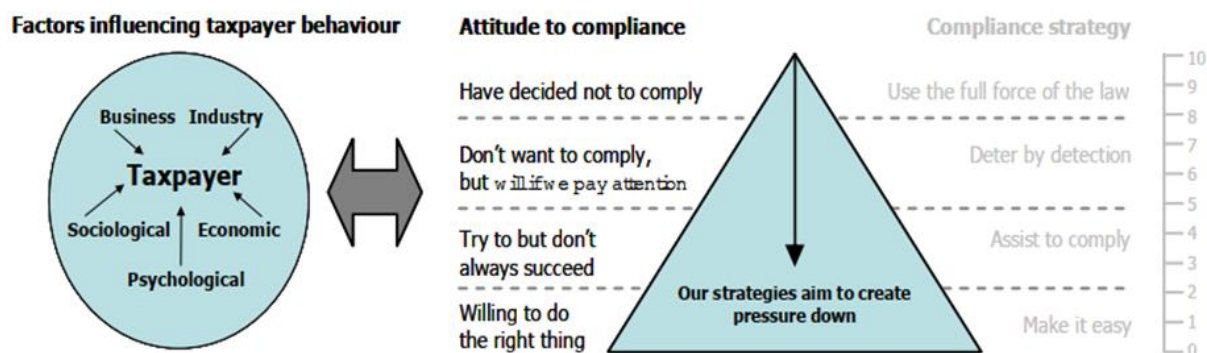 Factors influencing taxpayer behaviour
Business Industry
Taxpayer
Sociological Economic
Psychological
Attitude to compliance
Have decided not to comply
Don't want to comply,
but will if we pay attention
Try to but don't
always succeed
Willing to do
the right thing
Our strategies aim to create
pressure down
Compliance strategy
Use the full force of the law
Deter by detection
Assist to comply
Make it easy
10
9
8
7
6
5
4
3
2
1
0